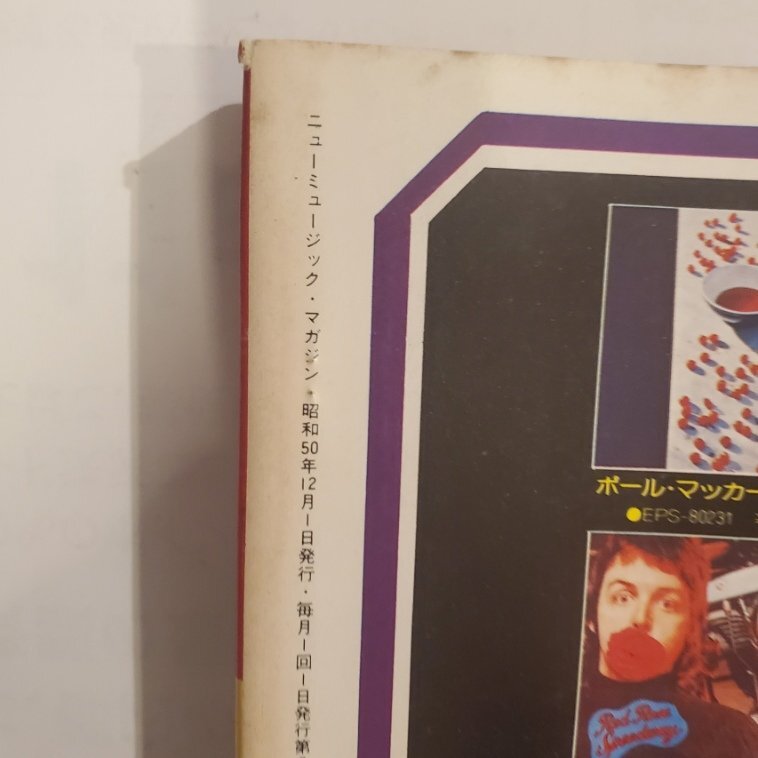 ニューミュージック・マガジン・昭和50年12月1日発行・毎月1回1日発行第
ポール・マッカー
●EPS-80231
Red Rose
Speedway